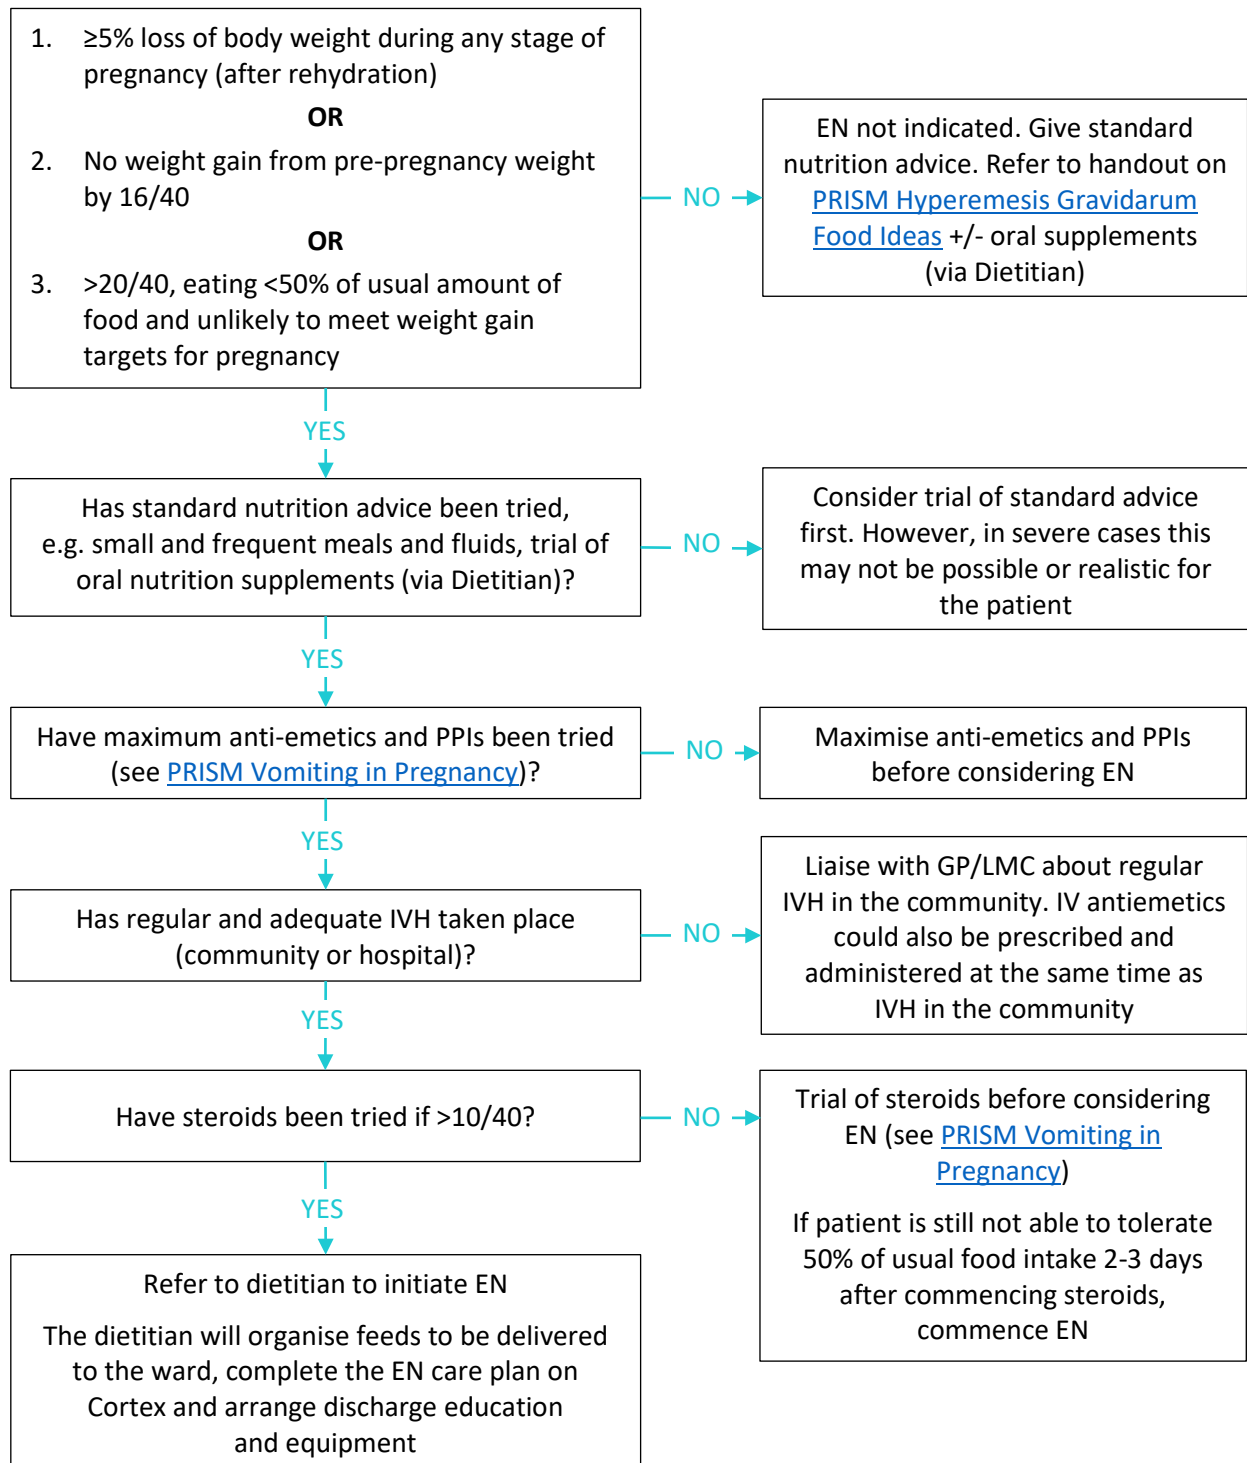 1. ≥5% loss of body weight during any stage of
pregnancy (after rehydration)
OR
2. No weight gain from pre-pregnancy weight
by 16/40
OR
3. >20/40, eating <50% of usual amount of
food and unlikely to meet weight gain
targets for pregnancy
NO
EN not indicated. Give standard
nutrition advice. Refer to handout on
PRISM Hyperemesis Gravidarum
Food Ideas +/- oral supplements
(via Dietitian)
YES
Has standard nutrition advice been tried,
e.g. small and frequent meals and fluids, trial of
oral nutrition supplements (via Dietitian)?
NO
Consider trial of standard advice
first. However, in severe cases this
may not be possible or realistic for
the patient
YES
Have maximum anti-emetics and PPIs been tried
(see PRISM Vomiting in Pregnancy)?
NO
Maximise anti-emetics and PPIs
before considering EN
YES
Has regular and adequate IVH taken place
(community or hospital)?
NO
Liaise with GP/LMC about regular
IVH in the community. IV antiemetics
could also be prescribed and
administered at the same time as
IVH in the community
YES
Have steroids been tried if >10/40?
NO
Trial of steroids before considering
EN (see PRISM Vomiting in
Pregnancy)
If patient is still not able to tolerate
50% of usual food intake 2-3 days
after commencing steroids,
commence EN
YES
Refer to dietitian to initiate EN
The dietitian will organise feeds to be delivered
to the ward, complete the EN care plan on
Cortex and arrange discharge education
and equipment